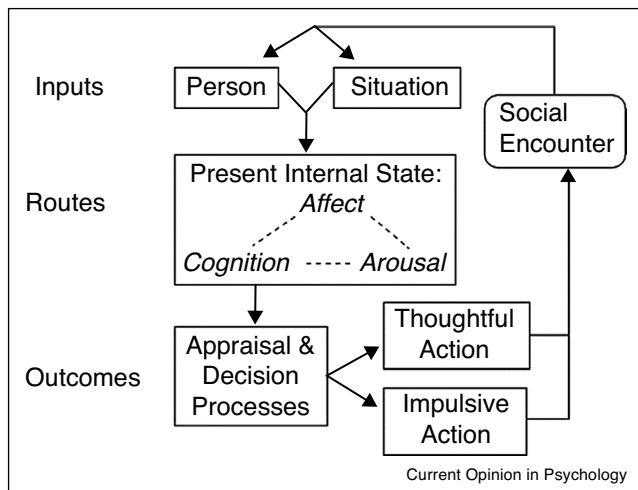 Inputs
Person
Situation
Social
Encounter
Routes
Present Internal State:
Affect
Cognition
Arousal
Outcomes
Appraisal &
Decision
Processes
Thoughtful
Action
Impulsive
Action
Current Opinion in Psychology